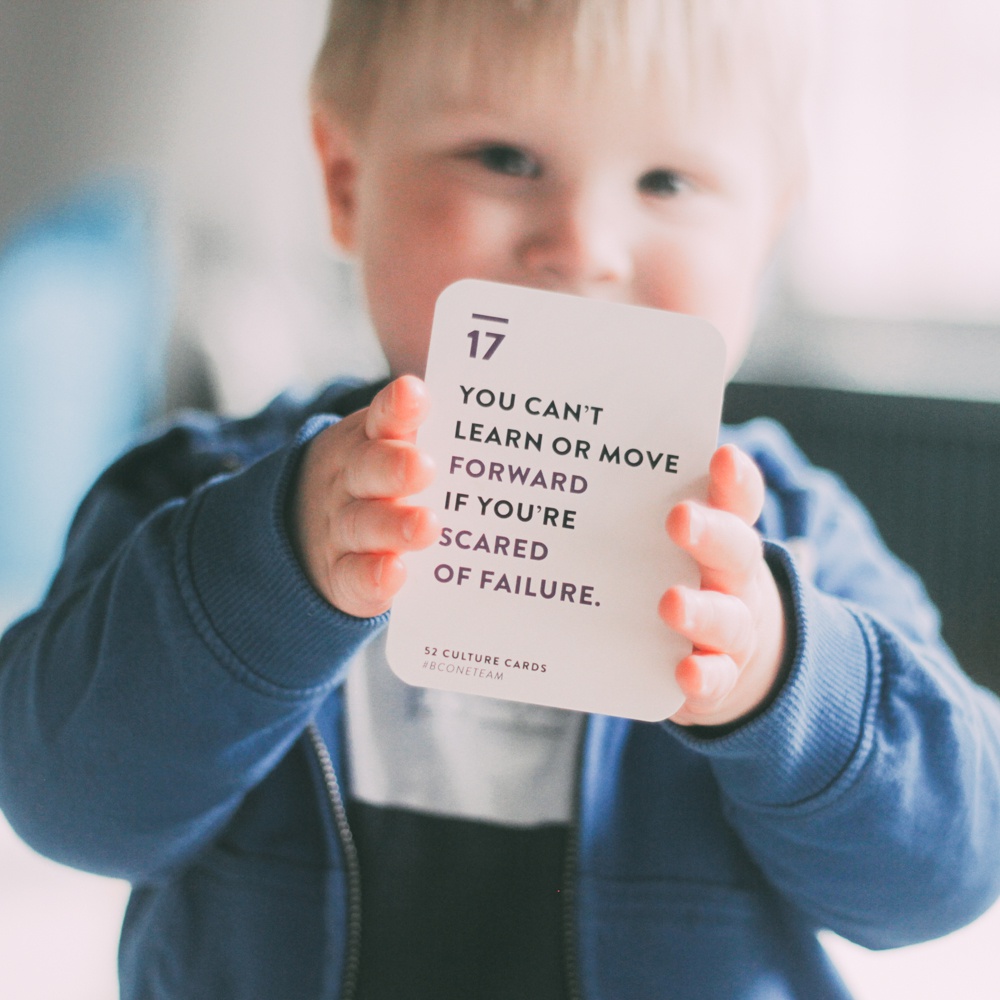 17
YOU CAN'T
LEARN OR MOVE
FORWARD
IF YOU'RE
SCARED
OF FAILURE.
52 CULTURE CARDS
#BCONETEAM